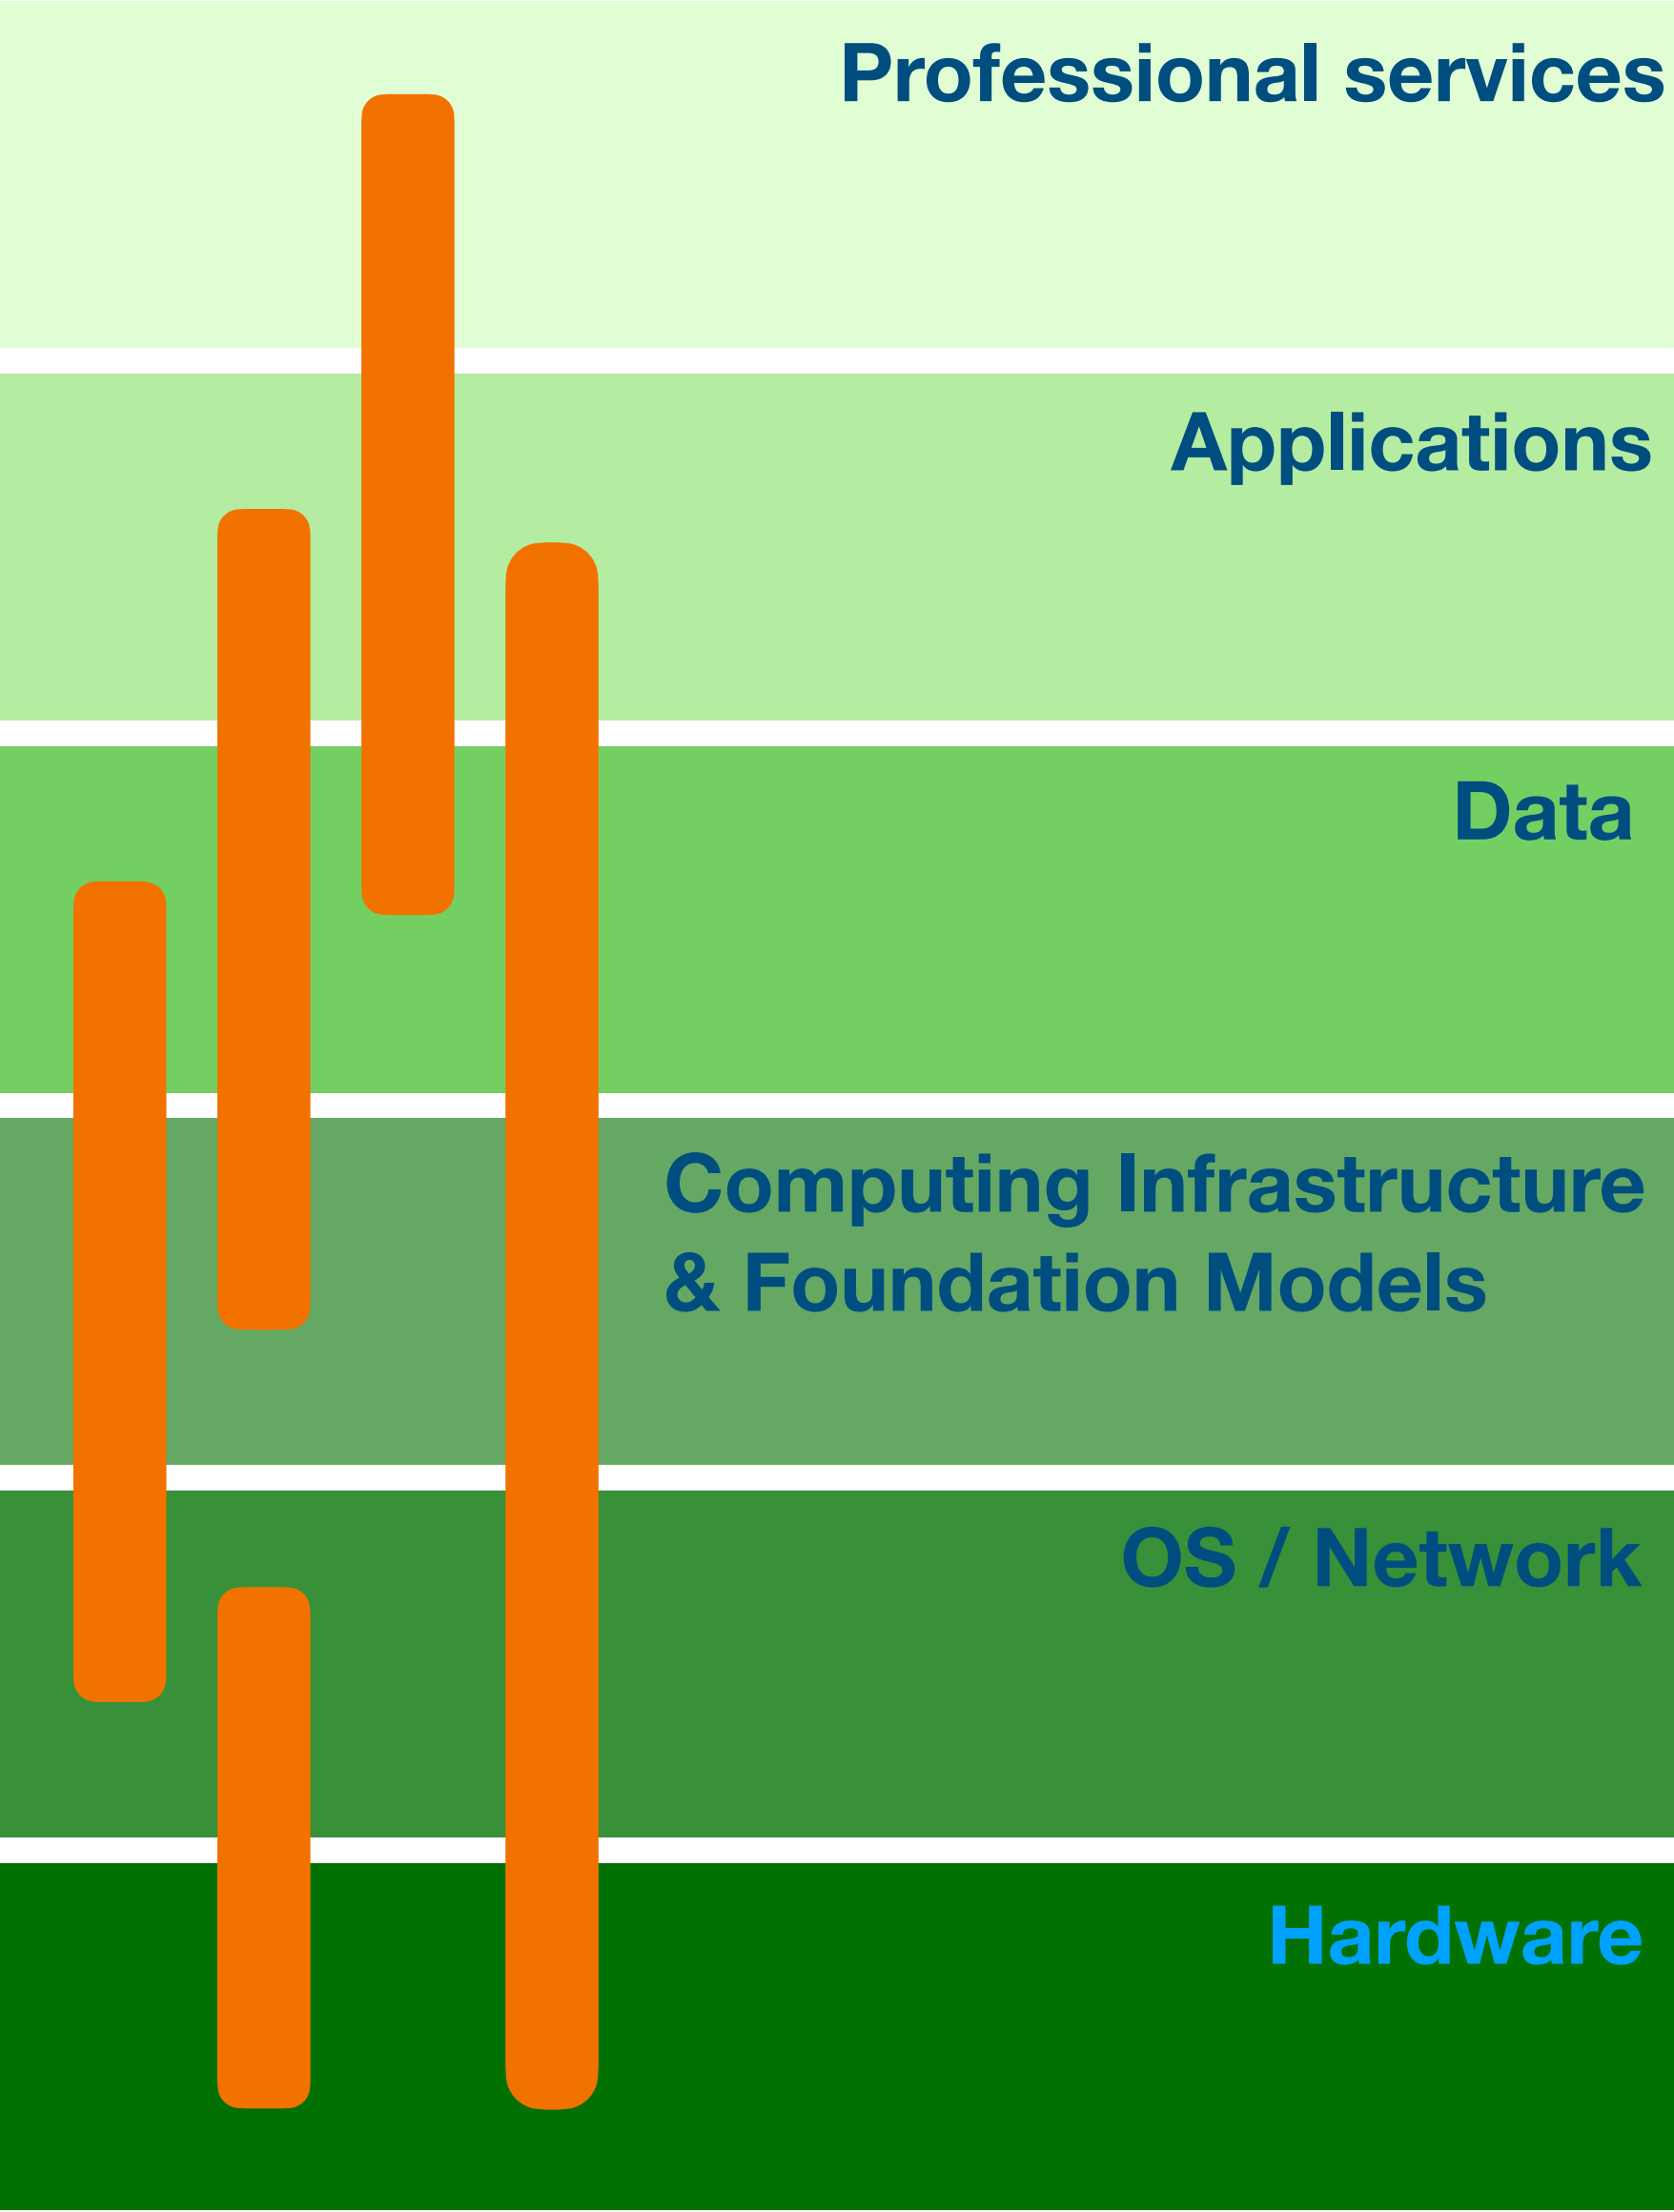 Professional services
Applications
Data
Computing Infrastructure
& Foundation Models
OS / Network
Hardware